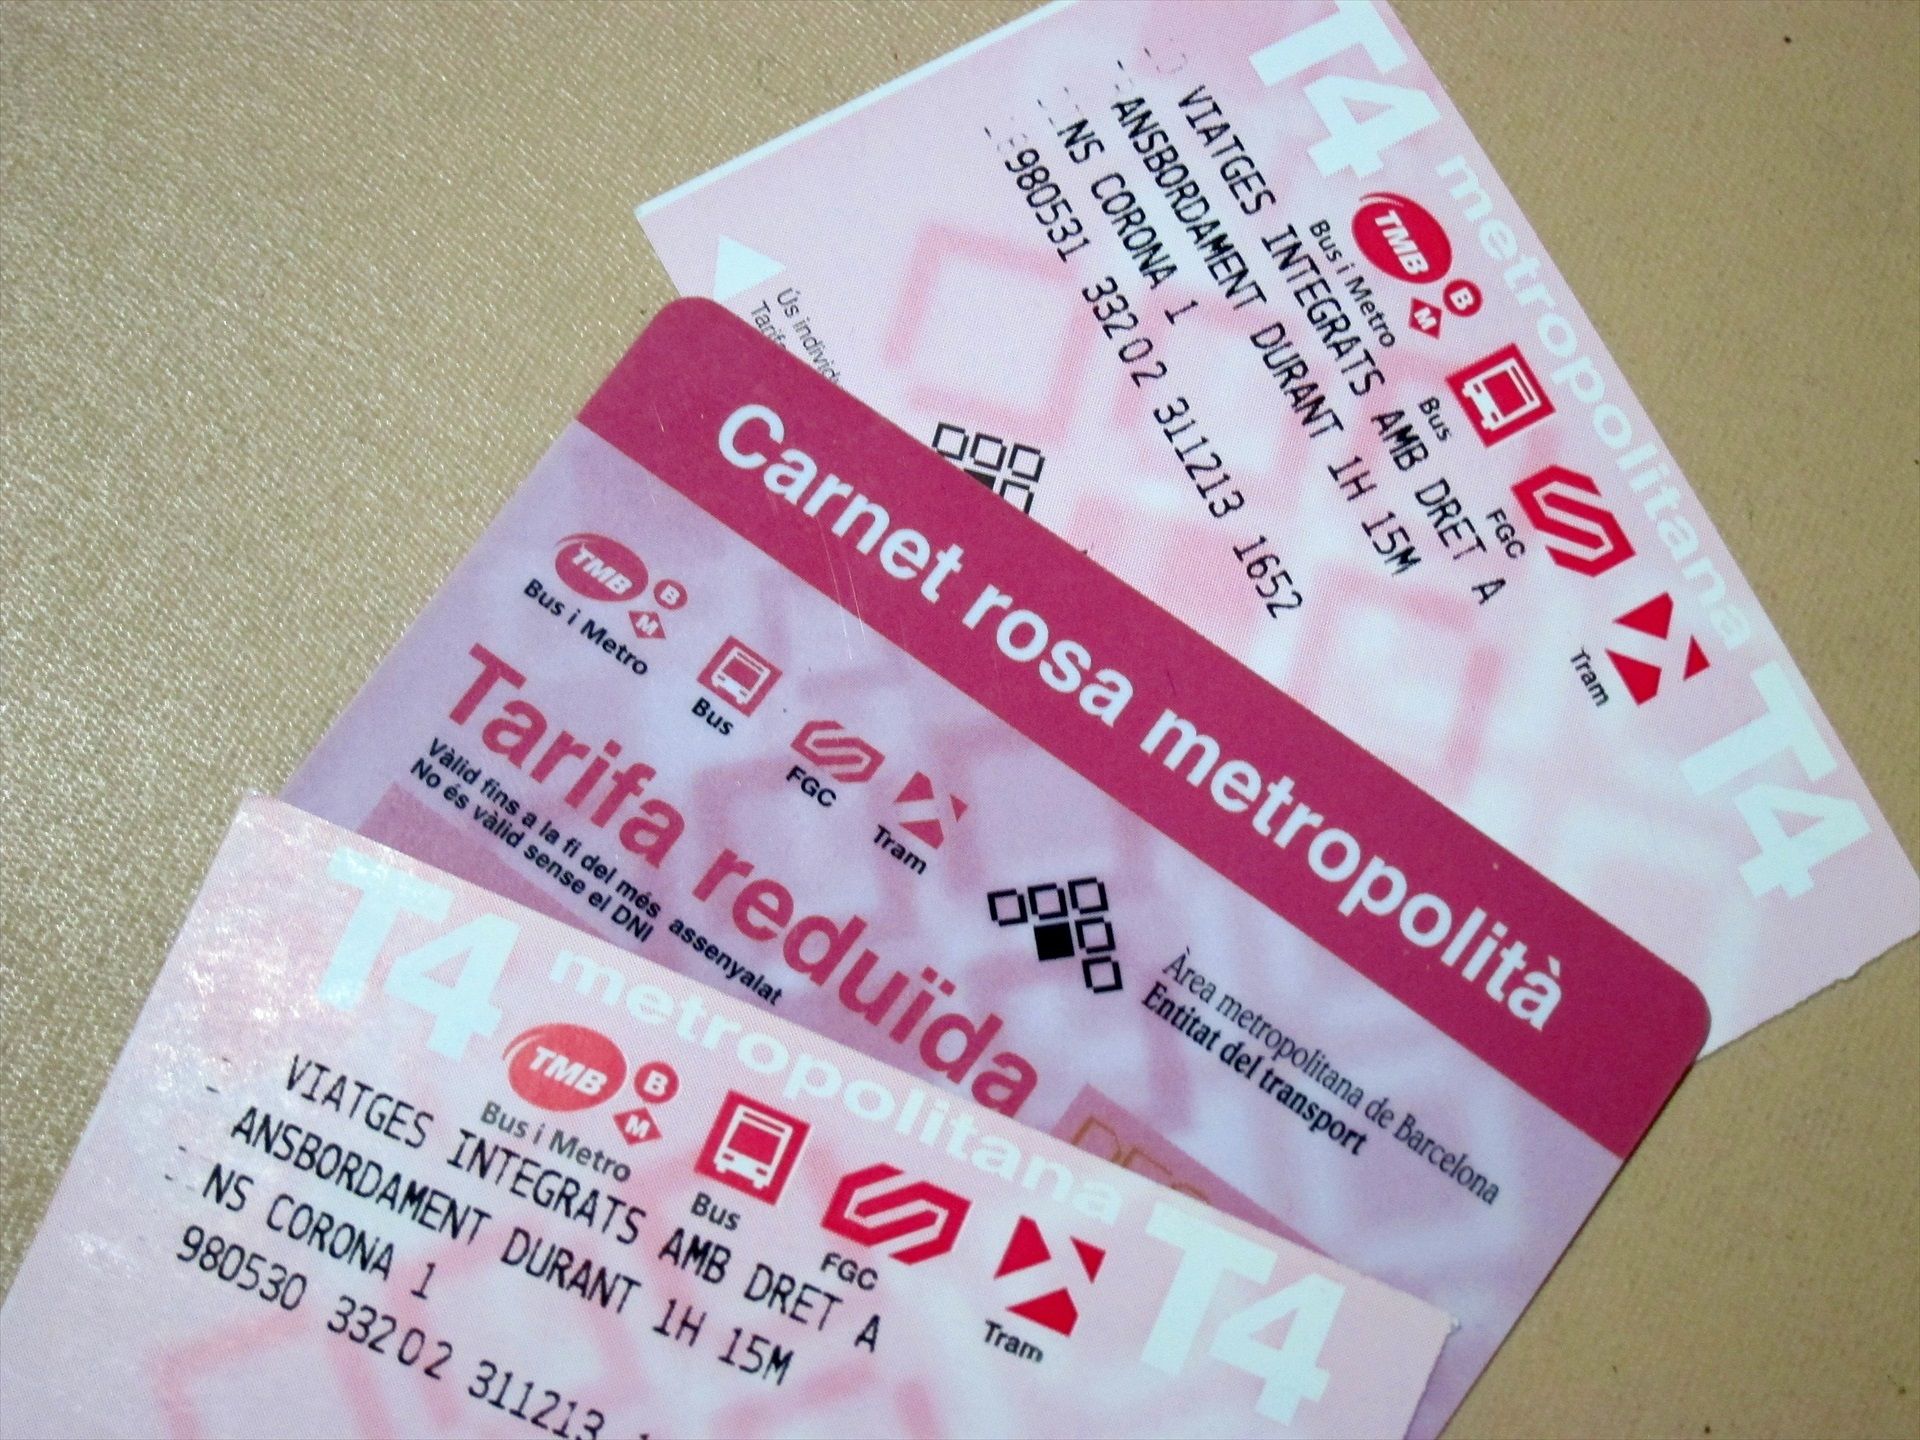 T4 metropolitana T4
TMB B M
Bus i Metro
Bus
FGC
Tram
VIATGES INTEGRATS AMB DRET A
ANSBORDAMENT DURANT 1H 15M
NS CORONA 1
980531 33202 311213 1652
Ús individ
Tarif
Carnet rosa metropolità
TMB B M
Bus i Metro
Bus
FGC
Tram
Tarifa reduïda
Vàlid fins a la fi del més assenyalat
No és vàlid sense el DNI
Àrea metropolitana de Barcelona
Entitat del transport
T4 metropolitana T4
TMB B M
Bus i Metro
Bus
FGC
Tram
VIATGES INTEGRATS AMB DRET A
ANSBORDAMENT DURANT 1H 15M
NS CORONA 1
980530 33202 311213